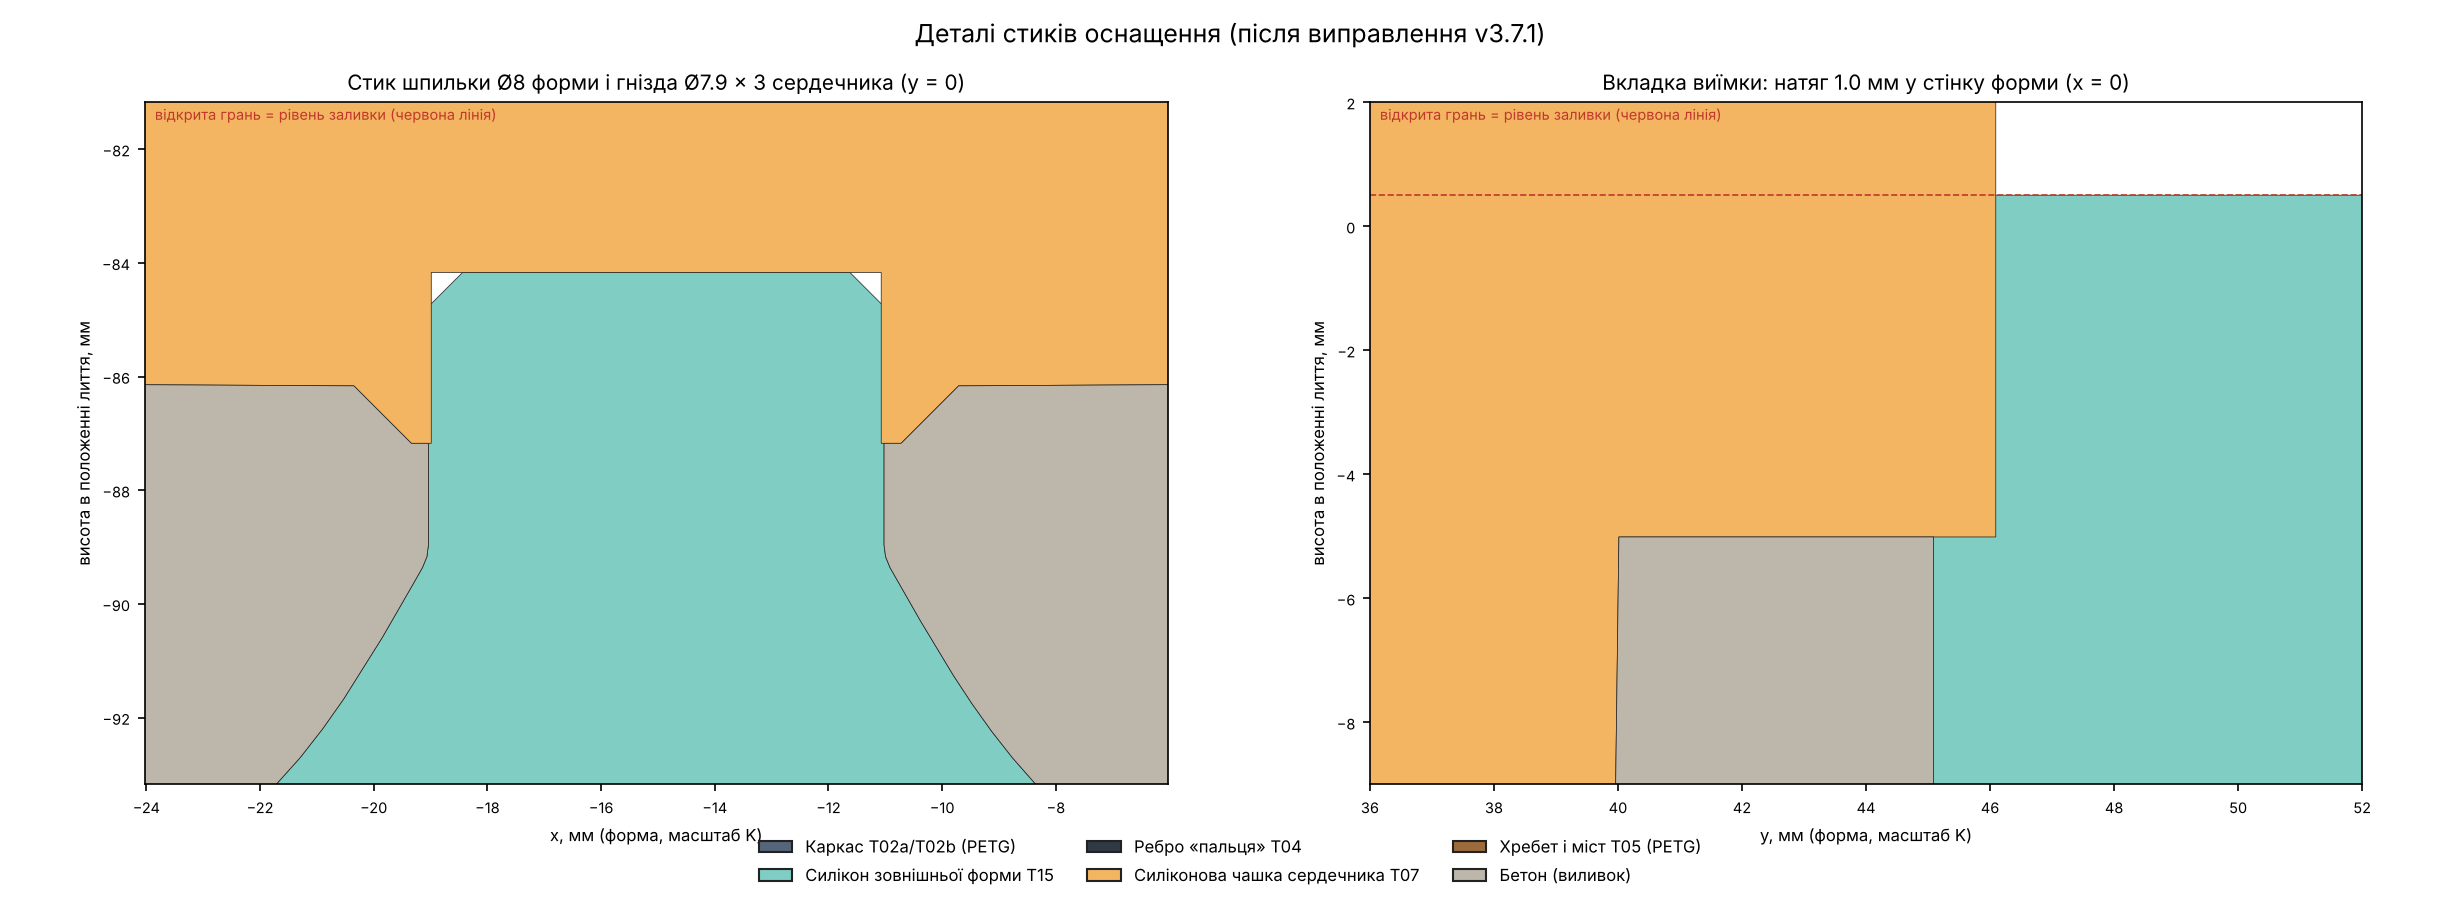 Деталі стиків оснащення (після виправлення v3.7.1)
Стик шпильки Ø8 форми і гнізда Ø7.9 × 3 сердечника (y = 0)
відкрита грань = рівень заливки (червона лінія)
висота в положенні лиття, мм
−82
−84
−86
−88
−90
−92
−24
−22
−20
−18
−16
−14
−12
−10
−8
x, мм (форма, масштаб K)
Вкладка виїмки: натяг 1.0 мм у стінку форми (x = 0)
відкрита грань = рівень заливки (червона лінія)
висота в положенні лиття, мм
2
0
−2
−4
−6
−8
36
38
40
42
44
46
48
50
52
y, мм (форма, масштаб K)
Каркас T02a/T02b (PETG)
Ребро «пальця» T04
Хребет і міст T05 (PETG)
Силікон зовнішньої форми T15
Силіконова чашка сердечника T07
Бетон (виливок)